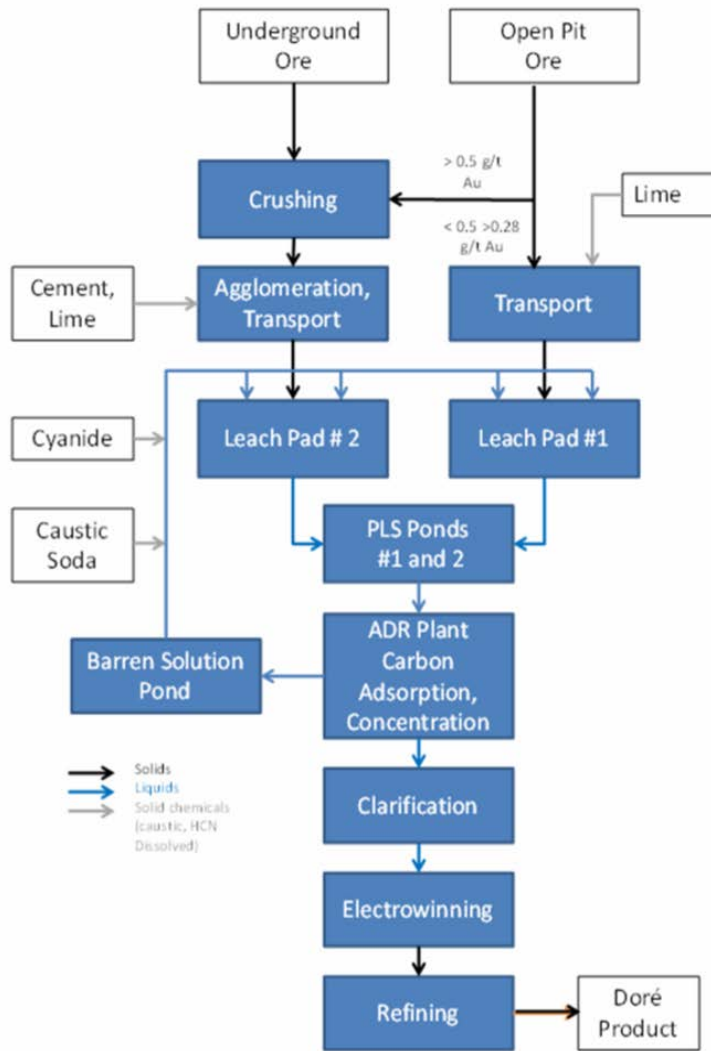 Underground
Ore
Open Pit
Ore
> 0.5 g/t
Au
Crushing
Lime
< 0.5 >0.28
g/t Au
Cement,
Lime
Agglomeration,
Transport
Transport
Cyanide
Leach Pad # 2
Leach Pad #1
Caustic
Soda
PLS Ponds
#1 and 2
Barren Solution
Pond
ADR Plant
Carbon
Adsorption,
Concentration
Solids
Liquids
Solid chemicals
(caustic, HCN
Dissolved)
Clarification
Electrowinning
Refining
Doré
Product